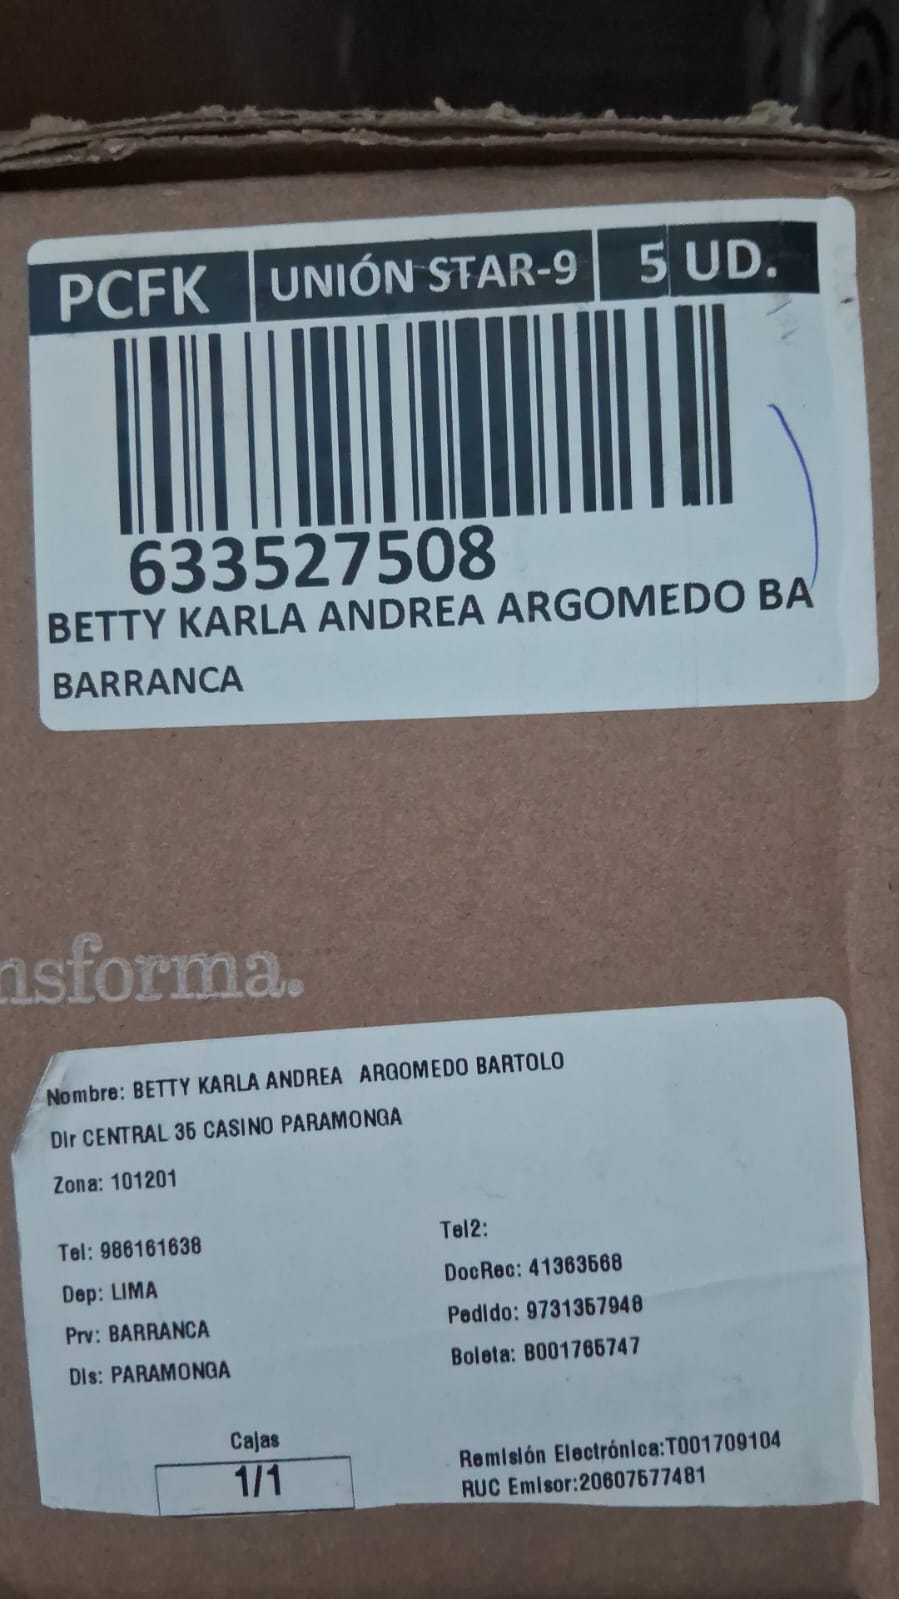 PCFK UNIÓN STAR-9 5 UD.
633527508
BETTY KARLA ANDREA ARGOMEDO BA
BARRANCA
nsforma.
Nombre: BETTY KARLA ANDREA ARGOMEDO BARTOLO
Dir CENTRAL 35 CASINO PARAMONGA
Zona: 101201
Tel: 986161638
Tel2:
Dep: LIMA
DocRec: 41363568
Prv: BARRANCA
Pedido: 9731357948
Dis: PARAMONGA
Boleta: B001765747
Cajas
1/1
Remisión Electrónica:T001709104
RUC Emisor:20607577481